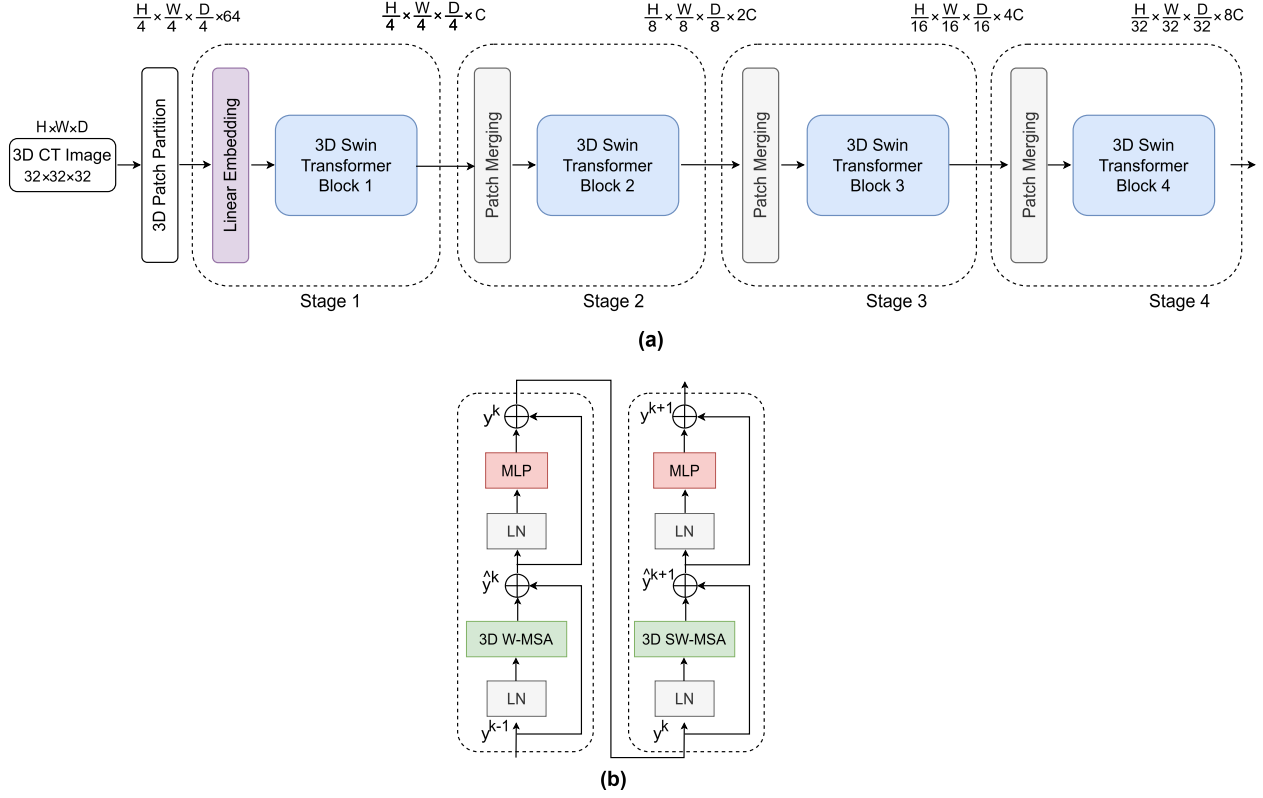 H/4 × W/4 × D/4 ×64
H/4 × W/4 × D/4 ×C
H/8 × W/8 × D/8 ×2C
H/16 × W/16 × D/16 ×4C
H/32 × W/32 × D/32 ×8C
H×W×D
3D CT Image
32×32×32
3D Patch Partition
Linear Embedding
3D Swin
Transformer
Block 1
Patch Merging
3D Swin
Transformer
Block 2
Patch Merging
3D Swin
Transformer
Block 3
Patch Merging
3D Swin
Transformer
Block 4
Stage 1
Stage 2
Stage 3
Stage 4
(a)
y^k
MLP
LN
ŷ^k
3D W-MSA
LN
y^k-1
y^k+1
MLP
LN
ŷ^k+1
3D SW-MSA
LN
y^k
(b)